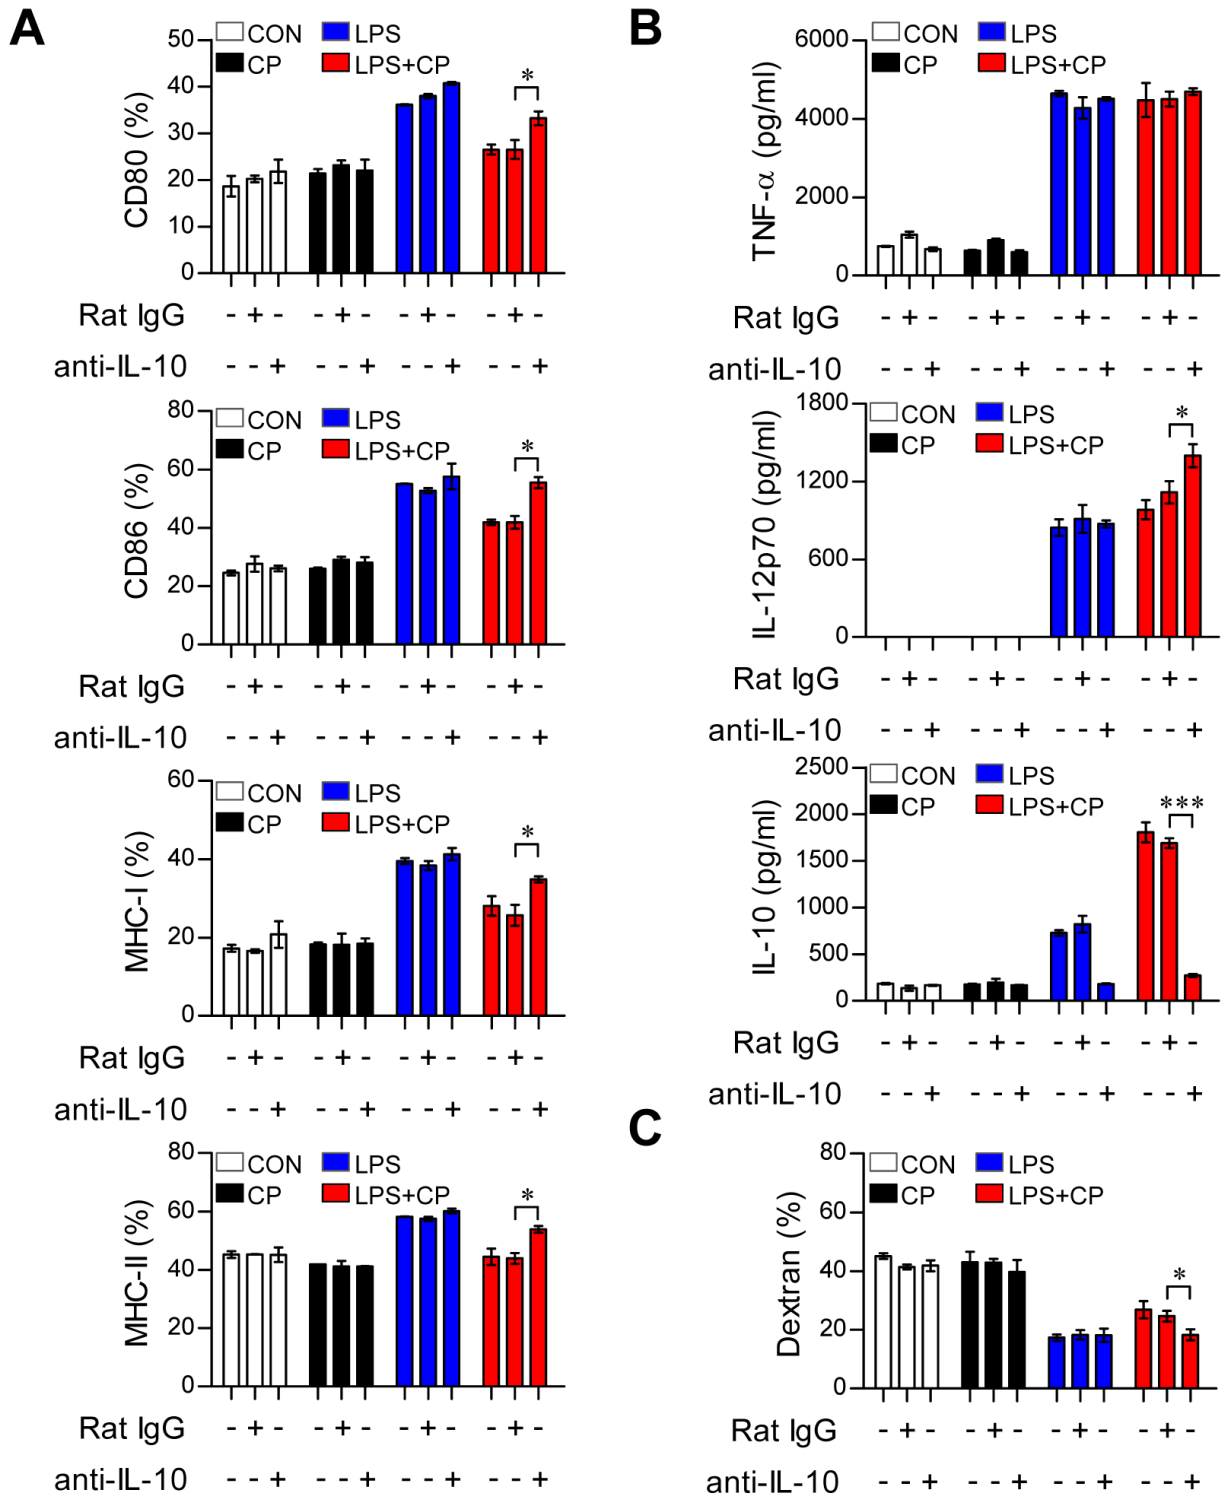 A
CON LPS
CP LPS+CP
CD80 (%)
50
40
30
20
10
0
*
Rat IgG - + - - + - - + - - + -
anti-IL-10 - - + - - + - - + - - +
CON LPS
CP LPS+CP
CD86 (%)
80
60
40
20
0
*
Rat IgG - + - - + - - + - - + -
anti-IL-10 - - + - - + - - + - - +
CON LPS
CP LPS+CP
MHC-I (%)
60
40
20
0
*
Rat IgG - + - - + - - + - - + -
anti-IL-10 - - + - - + - - + - - +
CON LPS
CP LPS+CP
MHC-II (%)
80
60
40
20
0
*
Rat IgG - + - - + - - + - - + -
anti-IL-10 - - + - - + - - + - - +
B
CON LPS
CP LPS+CP
TNF-α (pg/ml)
6000
4000
2000
0
Rat IgG - + - - + - - + - - + -
anti-IL-10 - - + - - + - - + - - +
CON LPS
CP LPS+CP
IL-12p70 (pg/ml)
1800
1200
600
0
*
Rat IgG - + - - + - - + - - + -
anti-IL-10 - - + - - + - - + - - +
CON LPS
CP LPS+CP
IL-10 (pg/ml)
2500
2000
1500
1000
500
0
***
Rat IgG - + - - + - - + - - + -
anti-IL-10 - - + - - + - - + - - +
C
CON LPS
CP LPS+CP
Dextran (%)
80
60
40
20
0
*
Rat IgG - + - - + - - + - - + -
anti-IL-10 - - + - - + - - + - - +